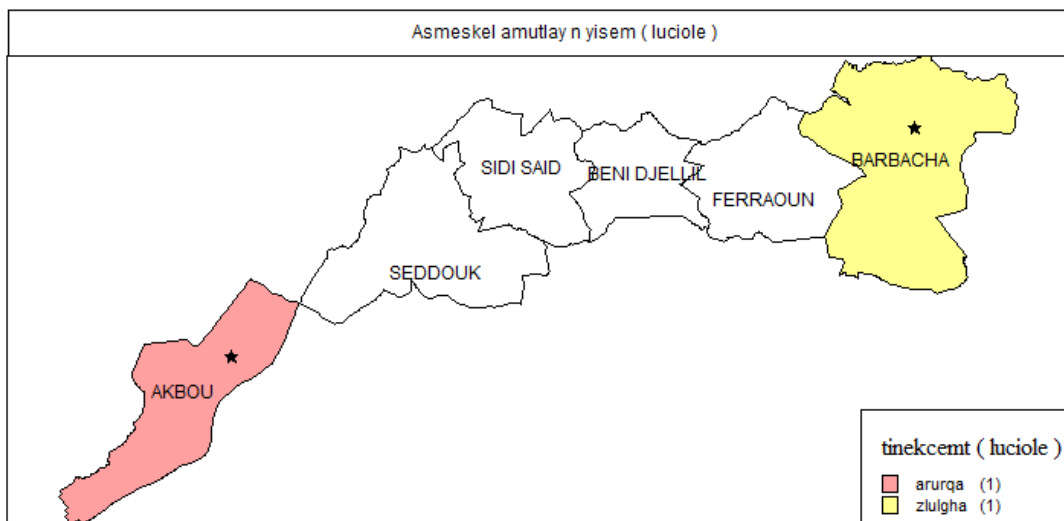 Asmeskel amutlay n yisem ( luciole )
SIDI SAID
BENI DJELLIL
BARBACHA
FERRAOUN
SEDDOUK
AKBOU
tinekcemt ( luciole )
arurqa (1)
zlulgha (1)